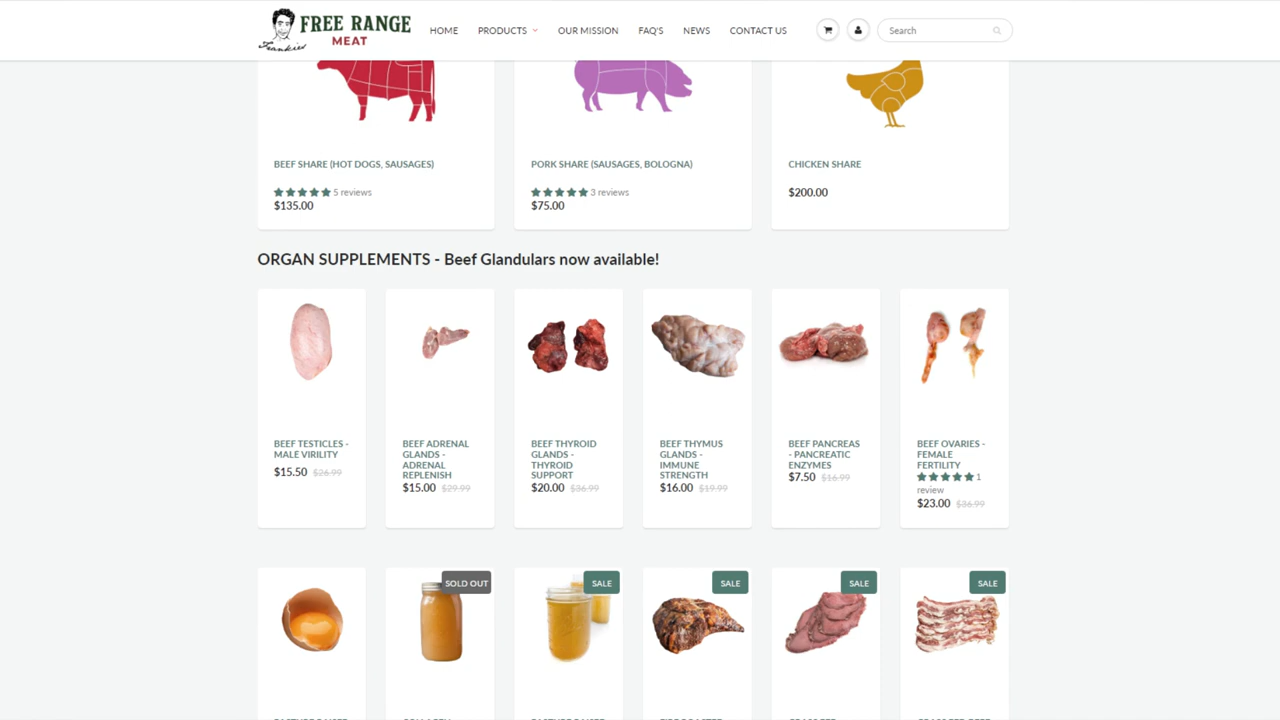 Frankies
FREE RANGE
MEAT
HOME
PRODUCTS
OUR MISSION
FAQ'S
NEWS
CONTACT US
Search
BEEF SHARE (HOT DOGS, SAUSAGES)
5 reviews
$135.00
PORK SHARE (SAUSAGES, BOLOGNA)
3 reviews
$75.00
CHICKEN SHARE
$200.00
ORGAN SUPPLEMENTS - Beef Glandulars now available!
BEEF TESTICLES -
MALE VIRILITY
$15.50 $26.99
BEEF ADRENAL
GLANDS -
ADRENAL
REPLENISH
$15.00 $29.99
BEEF THYROID
GLANDS -
THYROID
SUPPORT
$20.00 $36.99
BEEF THYMUS
GLANDS -
IMMUNE
STRENGTH
$16.00 $19.99
BEEF PANCREAS
- PANCREATIC
ENZYMES
$7.50 $16.99
BEEF OVARIES -
FEMALE
FERTILITY
1
review
$23.00 $36.99
SOLD OUT
SALE
SALE
SALE
SALE